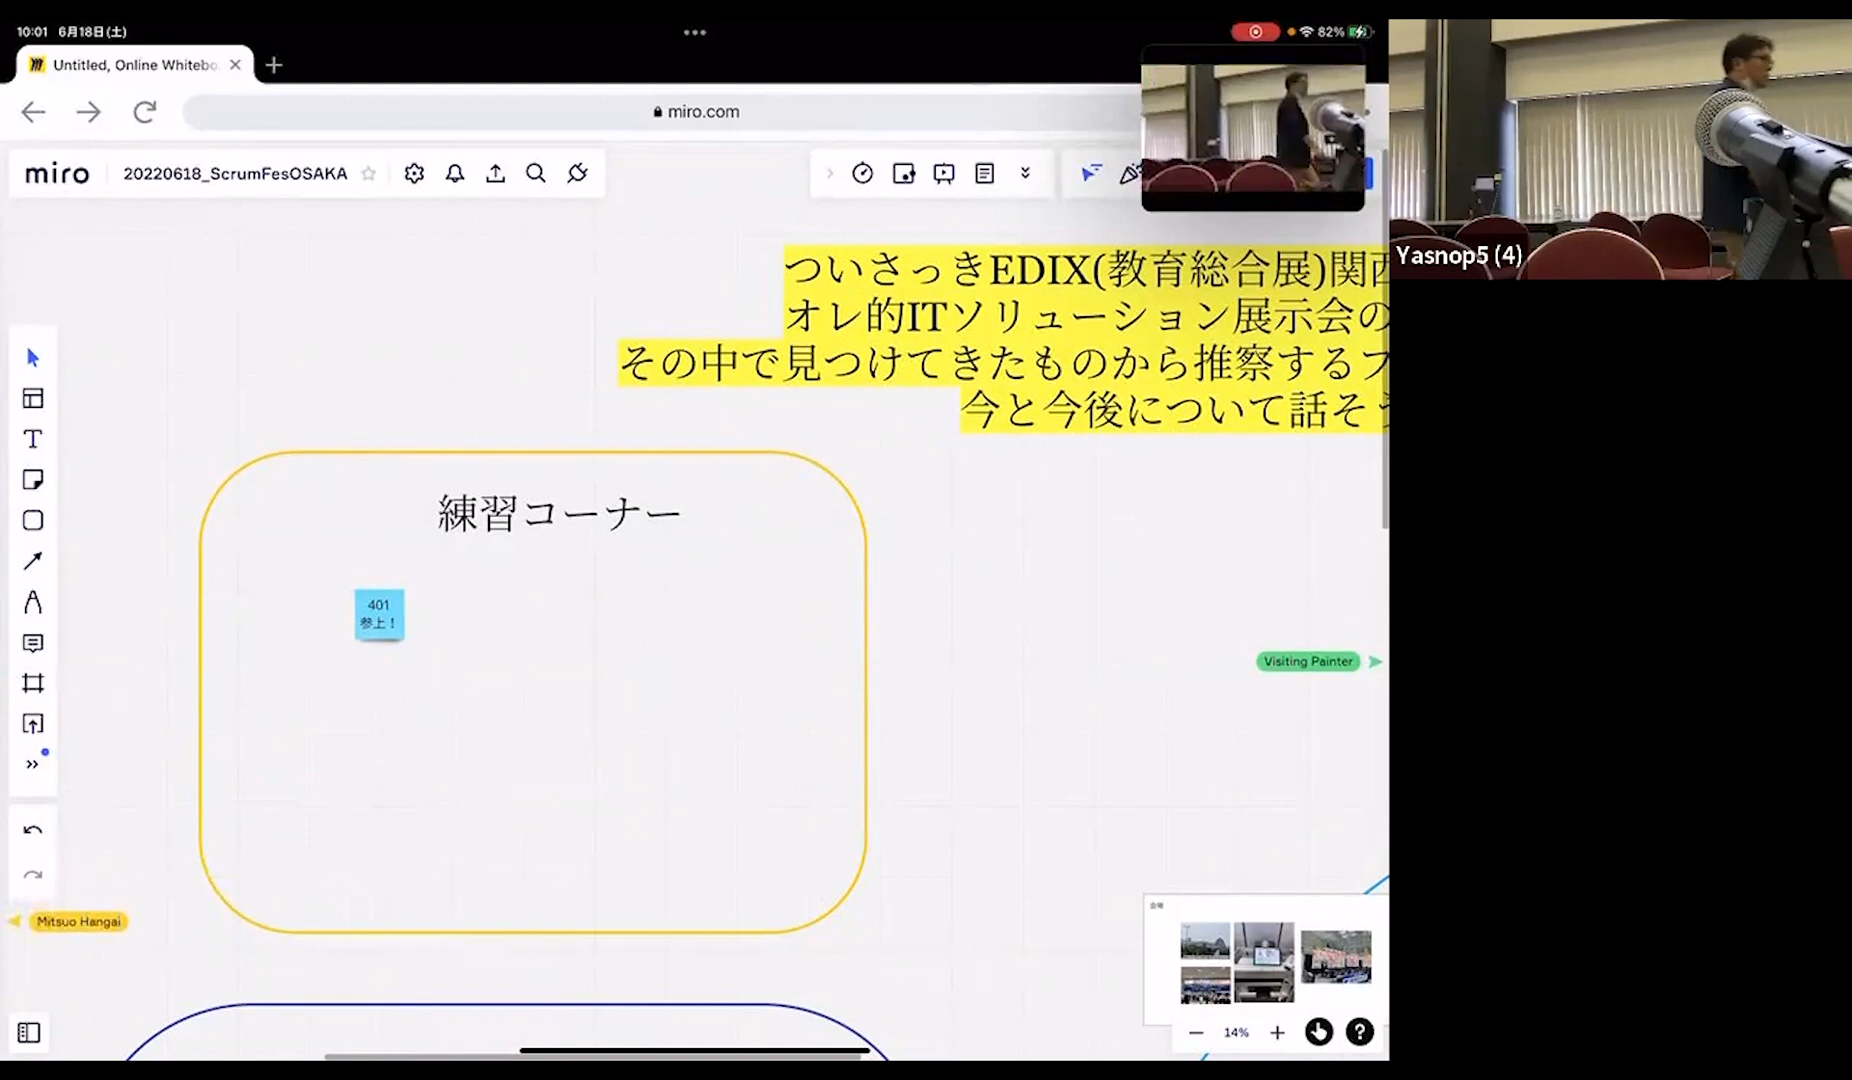 10:01 6月18日(土)
82%
Untitled, Online Whitebo
miro.com
miro
20220618_ScrumFesOSAKA
Yasnop5 (4)
ついさっきEDIX(教育総合展)関西
オレ的ITソリューション展示会の
その中で見つけてきたものから推察するフ
今と今後について話そう
練習コーナー
401
参上！
Visiting Painter
Mitsuo Hangai
会場
14%